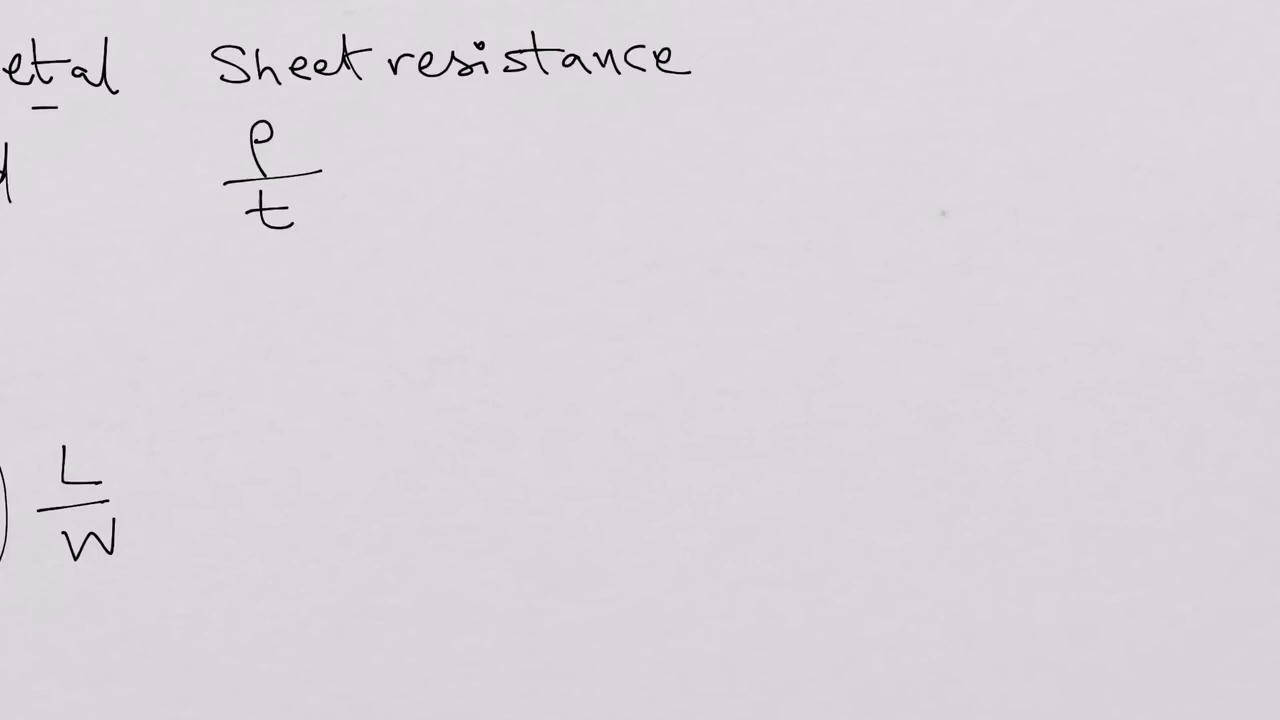 etal Sheet resistance
d ρ/t
) L/W